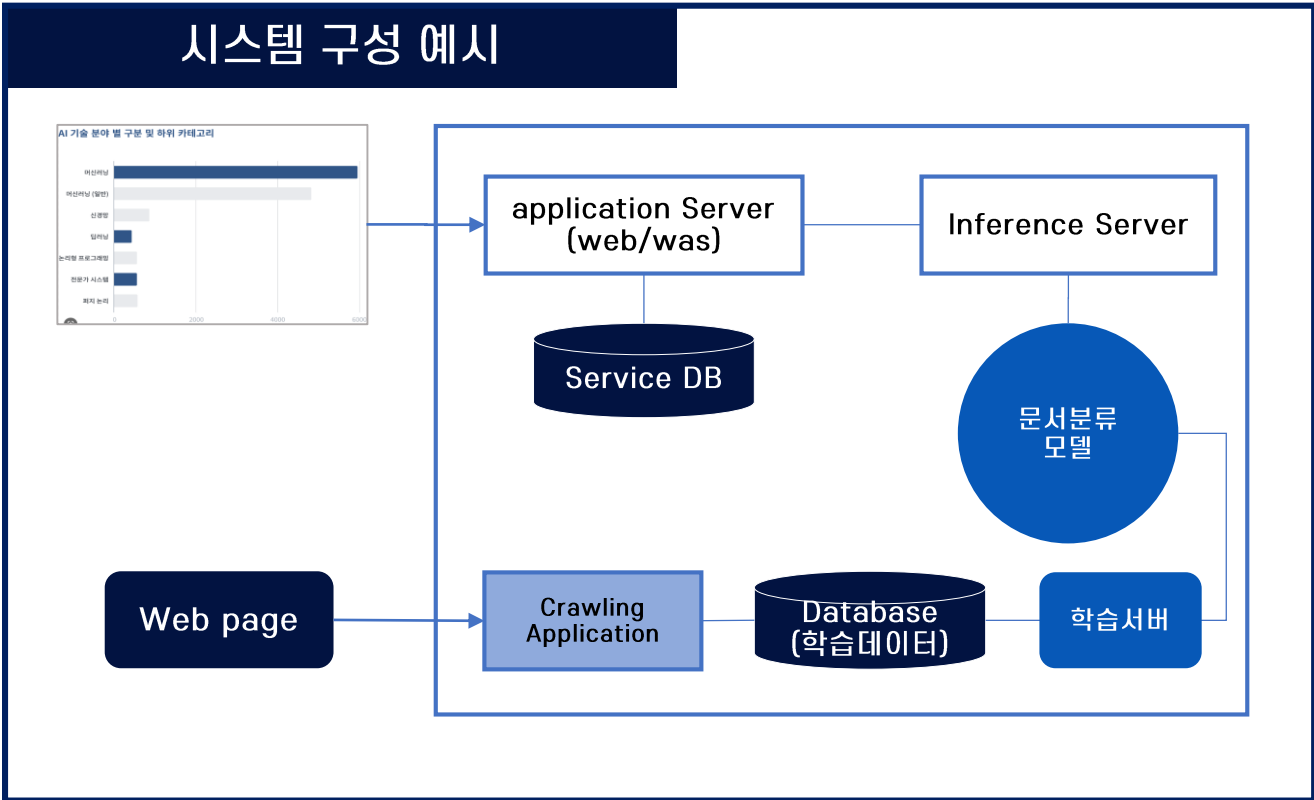 시스템 구성 예시
AI 기술 분야 별 구분 및 하위 카테고리
머신러닝
머신러닝 (일반)
신경망
딥러닝
논리형 프로그래밍
전문가 시스템
퍼지 논리
0
2000
4000
6000
application Server
(web/was)
Inference Server
Service DB
문서분류
모델
Web page
Crawling
Application
Database
(학습데이터)
학습서버